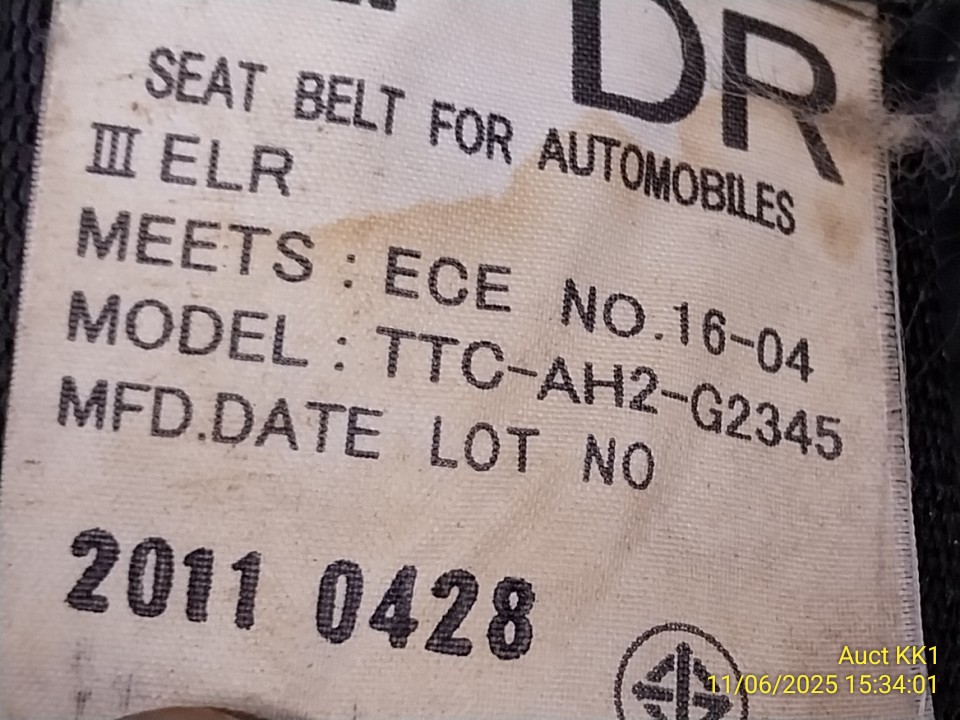 DR
SEAT BELT FOR AUTOMOBILES
III ELR
MEETS : ECE NO.16-04
MODEL : TTC-AH2-G2345
MFD.DATE LOT NO
2011 0428
Auct KK1
11/06/2025 15:34:01